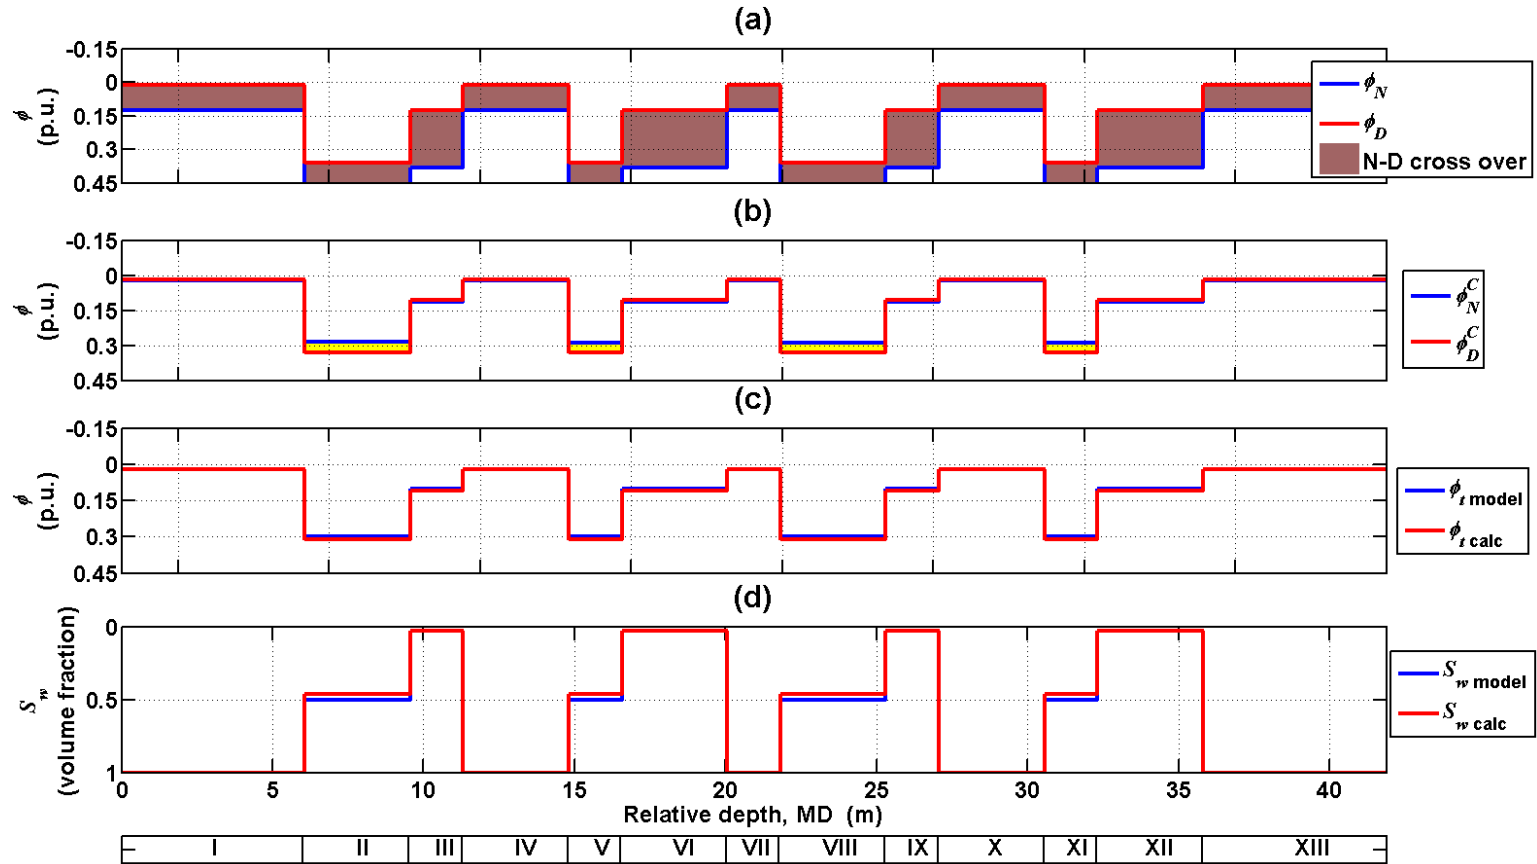 (a)
-0.15
0
0.15
0.3
0.45
ϕ
(p.u.)
ϕN
ϕD
N-D cross over
(b)
-0.15
0
0.15
0.3
0.45
ϕ
(p.u.)
ϕNC
ϕDC
(c)
-0.15
0
0.15
0.3
0.45
ϕ
(p.u.)
ϕt model
ϕt calc
(d)
0
0.5
1
Sw
(volume fraction)
Sw model
Sw calc
0 5 10 15 20 25 30 35 40
Relative depth, MD (m)
I II III IV V VI VII VIII IX X XI XII XIII